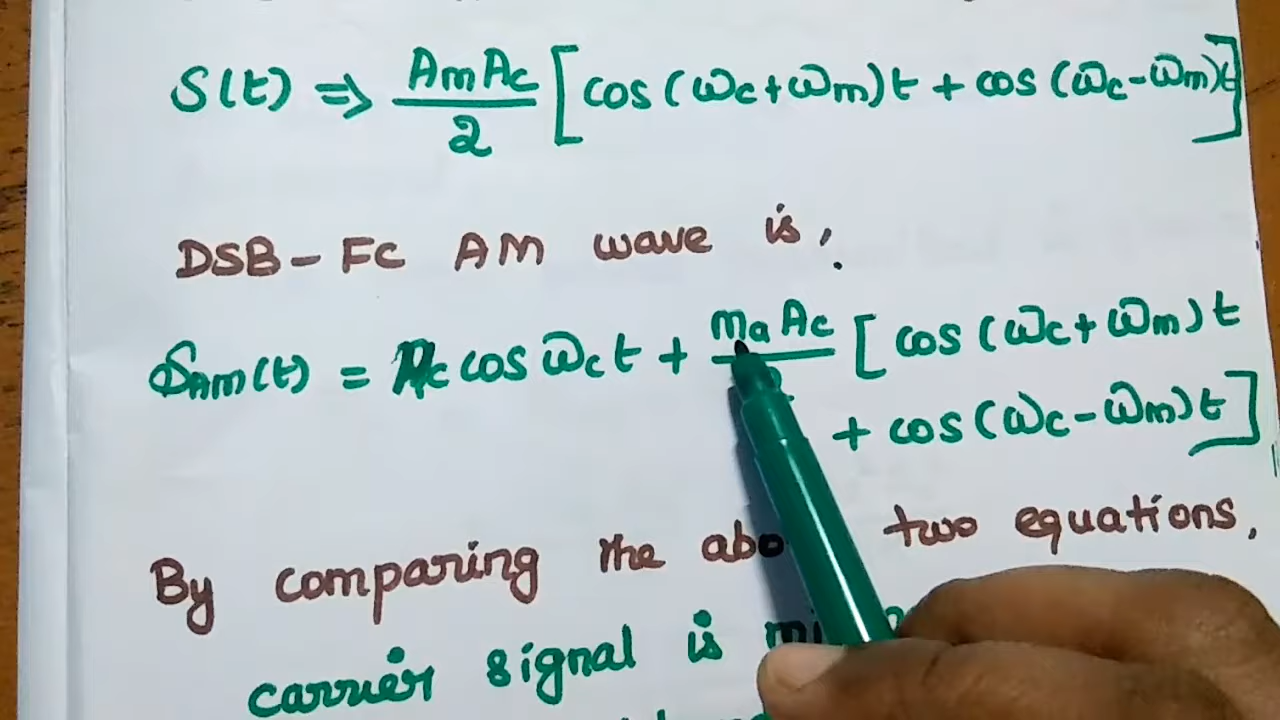 S(t) ⇒ AmAc/2 [cos(ωc+ωm)t + cos(ωc-ωm)t]
DSB-FC AM wave is,
SAM(t) = Ac cos ωct + maAc/2 [cos(ωc+ωm)t
+ cos(ωc-ωm)t]
By comparing the two equations,
carrier signal is